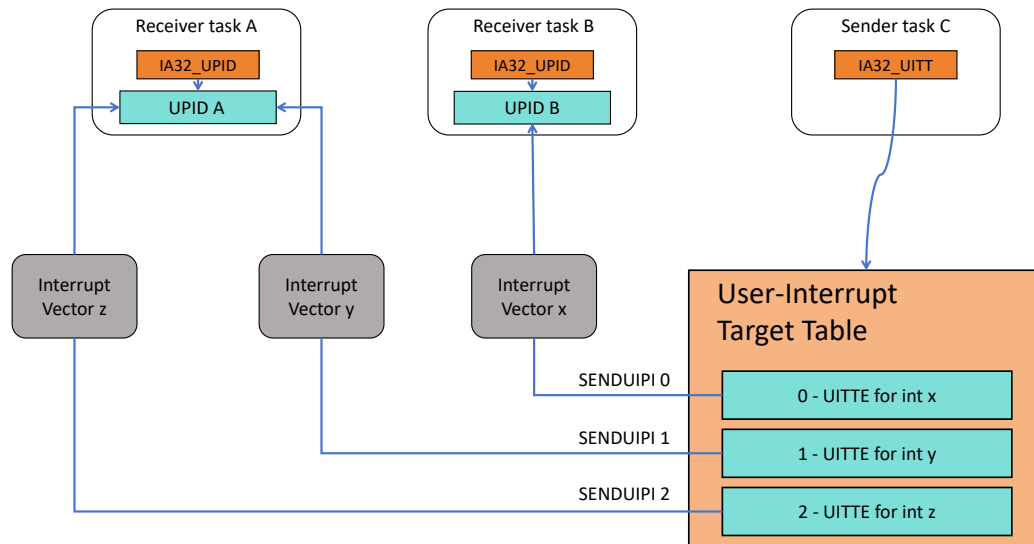 Receiver task A
IA32_UPID
UPID A
Receiver task B
IA32_UPID
UPID B
Sender task C
IA32_UITT
Interrupt
Vector z
Interrupt
Vector y
Interrupt
Vector x
User-Interrupt
Target Table
SENDUIPI 0
0 - UITTE for int x
SENDUIPI 1
1 - UITTE for int y
SENDUIPI 2
2 - UITTE for int z